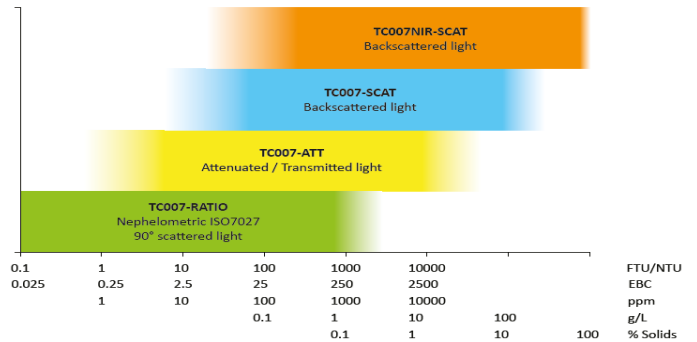 TC007NIR-SCAT
Backscattered light
TC007-SCAT
Backscattered light
TC007-ATT
Attenuated / Transmitted light
TC007-RATIO
Nephelometric ISO7027
90° scattered light
0.1 1 10 100 1000 10000 FTU/NTU
0.025 0.25 2.5 25 250 2500 EBC
1 10 100 1000 10000 ppm
0.1 1 10 100 g/L
0.1 1 10 100 % Solids